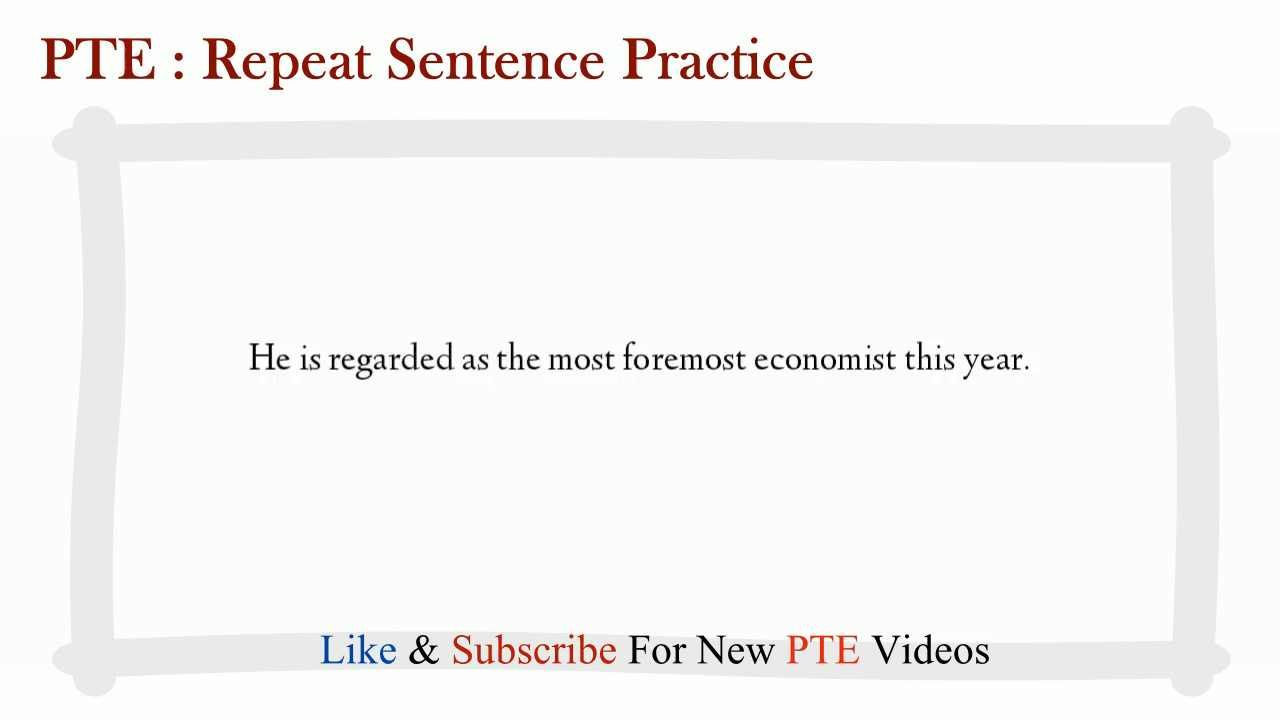 PTE : Repeat Sentence Practice
He is regarded as the most foremost economist this year.
Like & Subscribe For New PTE Videos